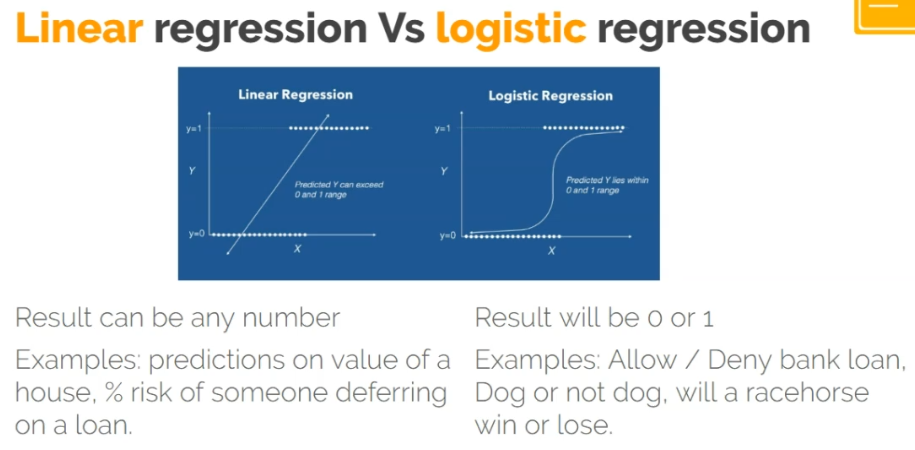 Linear regression Vs logistic regression
Linear Regression
y=1
Y
Predicted Y can exceed
0 and 1 range
y=0
X
Logistic Regression
y=1
Y
Predicted Y lies within
0 and 1 range
y=0
X
Result can be any number
Examples: predictions on value of a
house, % risk of someone deferring
on a loan.
Result will be 0 or 1
Examples: Allow / Deny bank loan,
Dog or not dog, will a racehorse
win or lose.